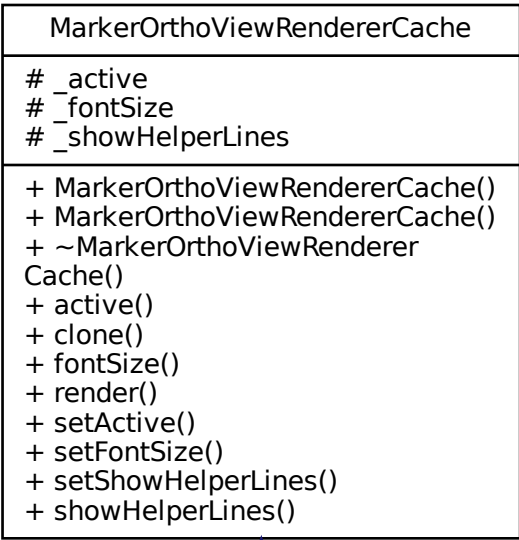 MarkerOrthoViewRendererCache
# _active
# _fontSize
# _showHelperLines
+ MarkerOrthoViewRendererCache()
+ MarkerOrthoViewRendererCache()
+ ~MarkerOrthoViewRenderer
Cache()
+ active()
+ clone()
+ fontSize()
+ render()
+ setActive()
+ setFontSize()
+ setShowHelperLines()
+ showHelperLines()